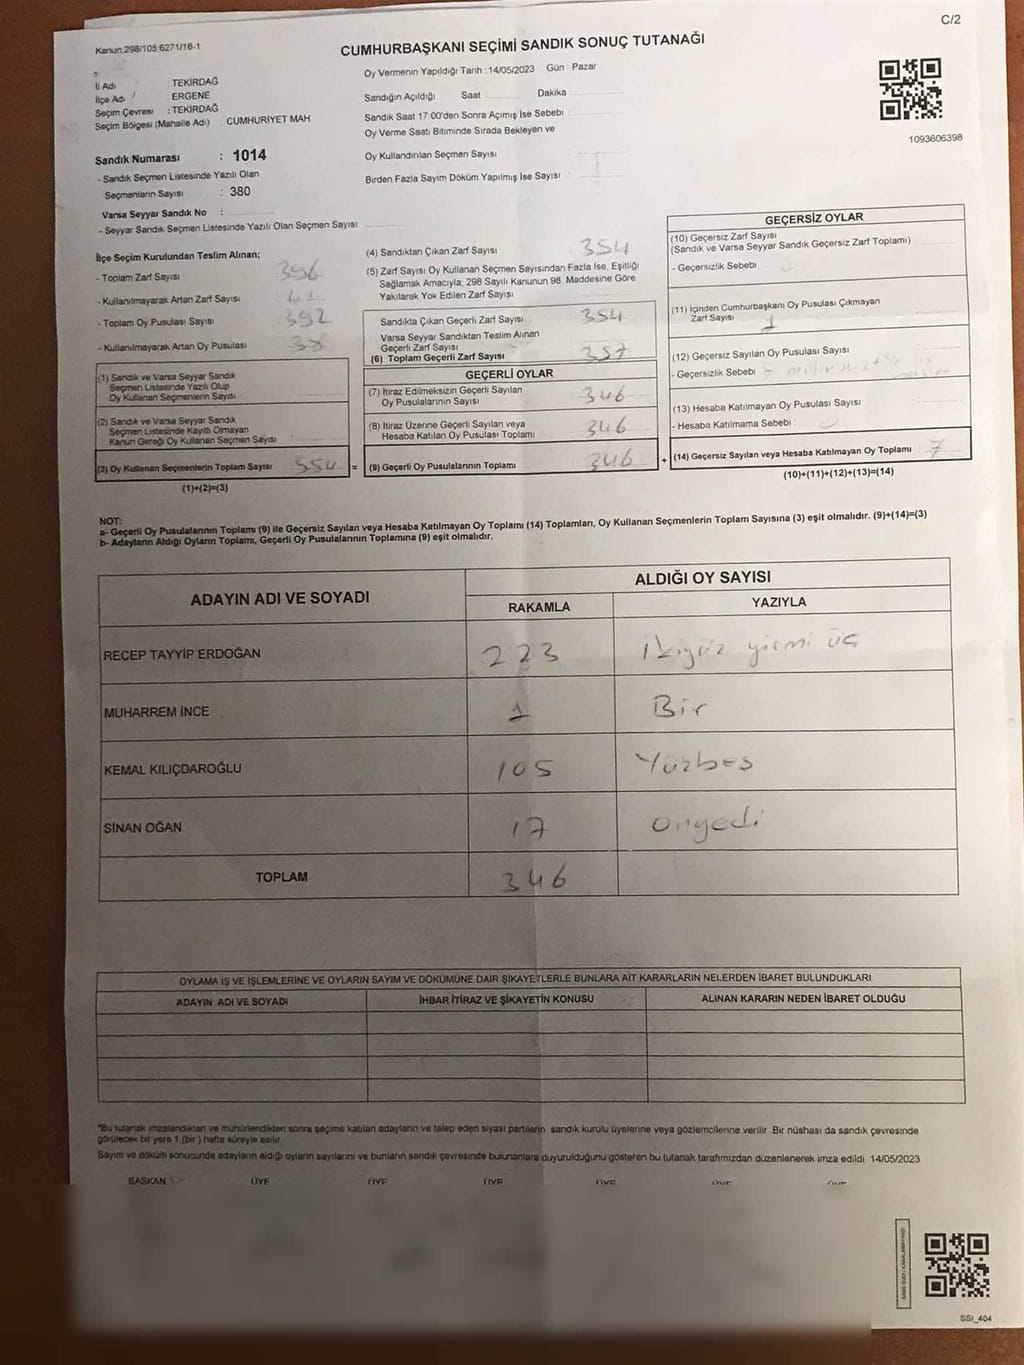 C/2
Kanun:298/105;6271/16-1
CUMHURBAŞKANI SEÇİMİ SANDIK SONUÇ TUTANAĞI
İl Adı : TEKİRDAĞ
İlçe Adı : ERGENE
Seçim Çevresi : TEKİRDAĞ
Seçim Bölgesi (Mahalle Adı) : CUMHURİYET MAH
Sandık Numarası : 1014
- Sandık Seçmen Listesinde Yazılı Olan
Seçmenlerin Sayısı : 380
Varsa Seyyar Sandık No :
- Seyyar Sandık Seçmen Listesinde Yazılı Olan Seçmen Sayısı:
Oy Vermenin Yapıldığı Tarih : 14/05/2023 Gün : Pazar
Sandığın Açıldığı Saat Dakika
Sandık Saat 17:00'den Sonra Açımış İse Sebebi
Oy Verme Saati Bitiminde Sırada Bekleyen ve
Oy Kullandırılan Seçmen Sayısı
Birden Fazla Sayım Döküm Yapılmış İse Sayısı
1093606398
İlçe Seçim Kurulundan Teslim Alınan;
- Toplam Zarf Sayısı 396
- Kullanılmayarak Artan Zarf Sayısı
- Toplam Oy Pusulası Sayısı 392
- Kullanılmayarak Artan Oy Pusulası 38
(1) Sandık ve Varsa Seyyar Sandık
Seçmen Listesinde Yazılı Olup
Oy Kullanan Seçmenlerin Sayısı
(2) Sandık ve Varsa Seyyar Sandık
Seçmen Listesinde Kayıtlı Olmayan
Kanun Gereği Oy Kullanan Seçmen Sayısı
(3) Oy Kullanan Seçmenlerin Toplam Sayısı 354 =
(1)+(2)=(3)
(4) Sandıktan Çıkan Zarf Sayısı 354
(5) Zarf Sayısı Oy Kullanan Seçmen Sayısından Fazla İse, Eşitliği
Sağlamak Amacıyla, 298 Sayılı Kanunun 98. Maddesine Göre
Yakılarak Yok Edilen Zarf Sayısı
Sandıkta Çıkan Geçerli Zarf Sayısı 354
Varsa Seyyar Sandıktan Teslim Alınan
Geçerli Zarf Sayısı
(6) Toplam Geçerli Zarf Sayısı
GEÇERLİ OYLAR
(7) İtiraz Edilmeksizin Geçerli Sayılan
Oy Pusulalarının Sayısı 346
(8) İtiraz Üzerine Geçerli Sayılan veya
Hesaba Katılan Oy Pusulası Toplamı 346
(9) Geçerli Oy Pusulalarının Toplamı 346 +
GEÇERSİZ OYLAR
(10) Geçersiz Zarf Sayısı
(Sandık ve Varsa Seyyar Sandık Geçersiz Zarf Toplamı)
- Geçersizlik Sebebi
(11) İçinden Cumhurbaşkanı Oy Pusulası Çıkmayan
Zarf Sayısı 1
(12) Geçersiz Sayılan Oy Pusulası Sayısı
- Geçersizlik Sebebi
(13) Hesaba Katılmayan Oy Pusulası Sayısı
- Hesaba Katılmama Sebebi :
(14) Geçersiz Sayılan veya Hesaba Katılmayan Oy Toplamı 7
(10)+(11)+(12)+(13)=(14)
NOT:
a- Geçerli Oy Pusulalarının Toplamı (9) ile Geçersiz Sayılan veya Hesaba Katılmayan Oy Toplamı (14) Toplamları, Oy Kullanan Seçmenlerin Toplam Sayısına (3) eşit olmalıdır. (9)+(14)=(3)
b- Adayların Aldığı Oyların Toplamı, Geçerli Oy Pusulalarının Toplamına (9) eşit olmalıdır.
ADAYIN ADI VE SOYADI ALDIĞI OY SAYISI
RAKAMLA YAZIYLA
RECEP TAYYİP ERDOĞAN 223 ikiyüz yirmi üç
MUHARREM İNCE 1 Bir
KEMAL KILIÇDAROĞLU 105 Yüzbeş
SİNAN OĞAN 17 Onyedi
TOPLAM 346
OYLAMA İŞ VE İŞLEMLERİNE VE OYLARIN SAYIM VE DÖKÜMÜNE DAİR ŞİKAYETLERLE BUNLARA AİT KARARLARIN NELERDEN İBARET BULUNDUKLARI
ADAYIN ADI VE SOYADI İHBAR İTİRAZ VE ŞİKAYETİN KONUSU ALINAN KARARIN NEDEN İBARET OLDUĞU
*Bu tutanak imzalandıktan ve mühürlendikten sonra seçime katılan adayların ve talep eden siyasi partilerin sandık kurulu üyelerine veya gözlemcilerine verilir. Bir nüshası da sandık çevresinde
görülecek bir yere 1 (bir) hafta süreyle asılır.
Sayım ve döküm sonucunda adayların aldığı oyların sayılarını ve bunların sandık çevresinde bulunanlara duyurulduğunu gösteren bu tutanak tarafımızdan düzenlenerek imza edildi. 14/05/2023
BAŞKAN ÜYE ÜYE ÜYE ÜYE ÜYE ÜYE
SSI_404